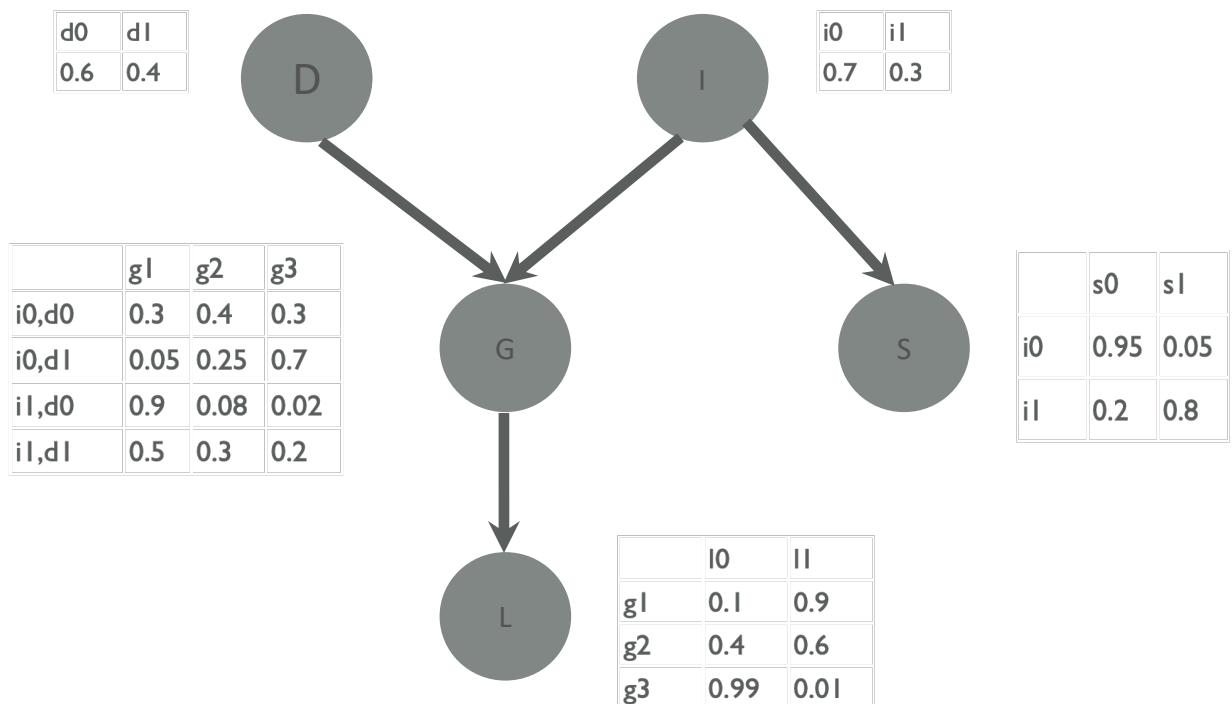 d0 d1
0.6 0.4
D
I
i0 i1
0.7 0.3
g1 g2 g3
i0,d0 0.3 0.4 0.3
i0,d1 0.05 0.25 0.7
i1,d0 0.9 0.08 0.02
i1,d1 0.5 0.3 0.2
G
S
s0 s1
i0 0.95 0.05
i1 0.2 0.8
L
l0 l1
g1 0.1 0.9
g2 0.4 0.6
g3 0.99 0.01